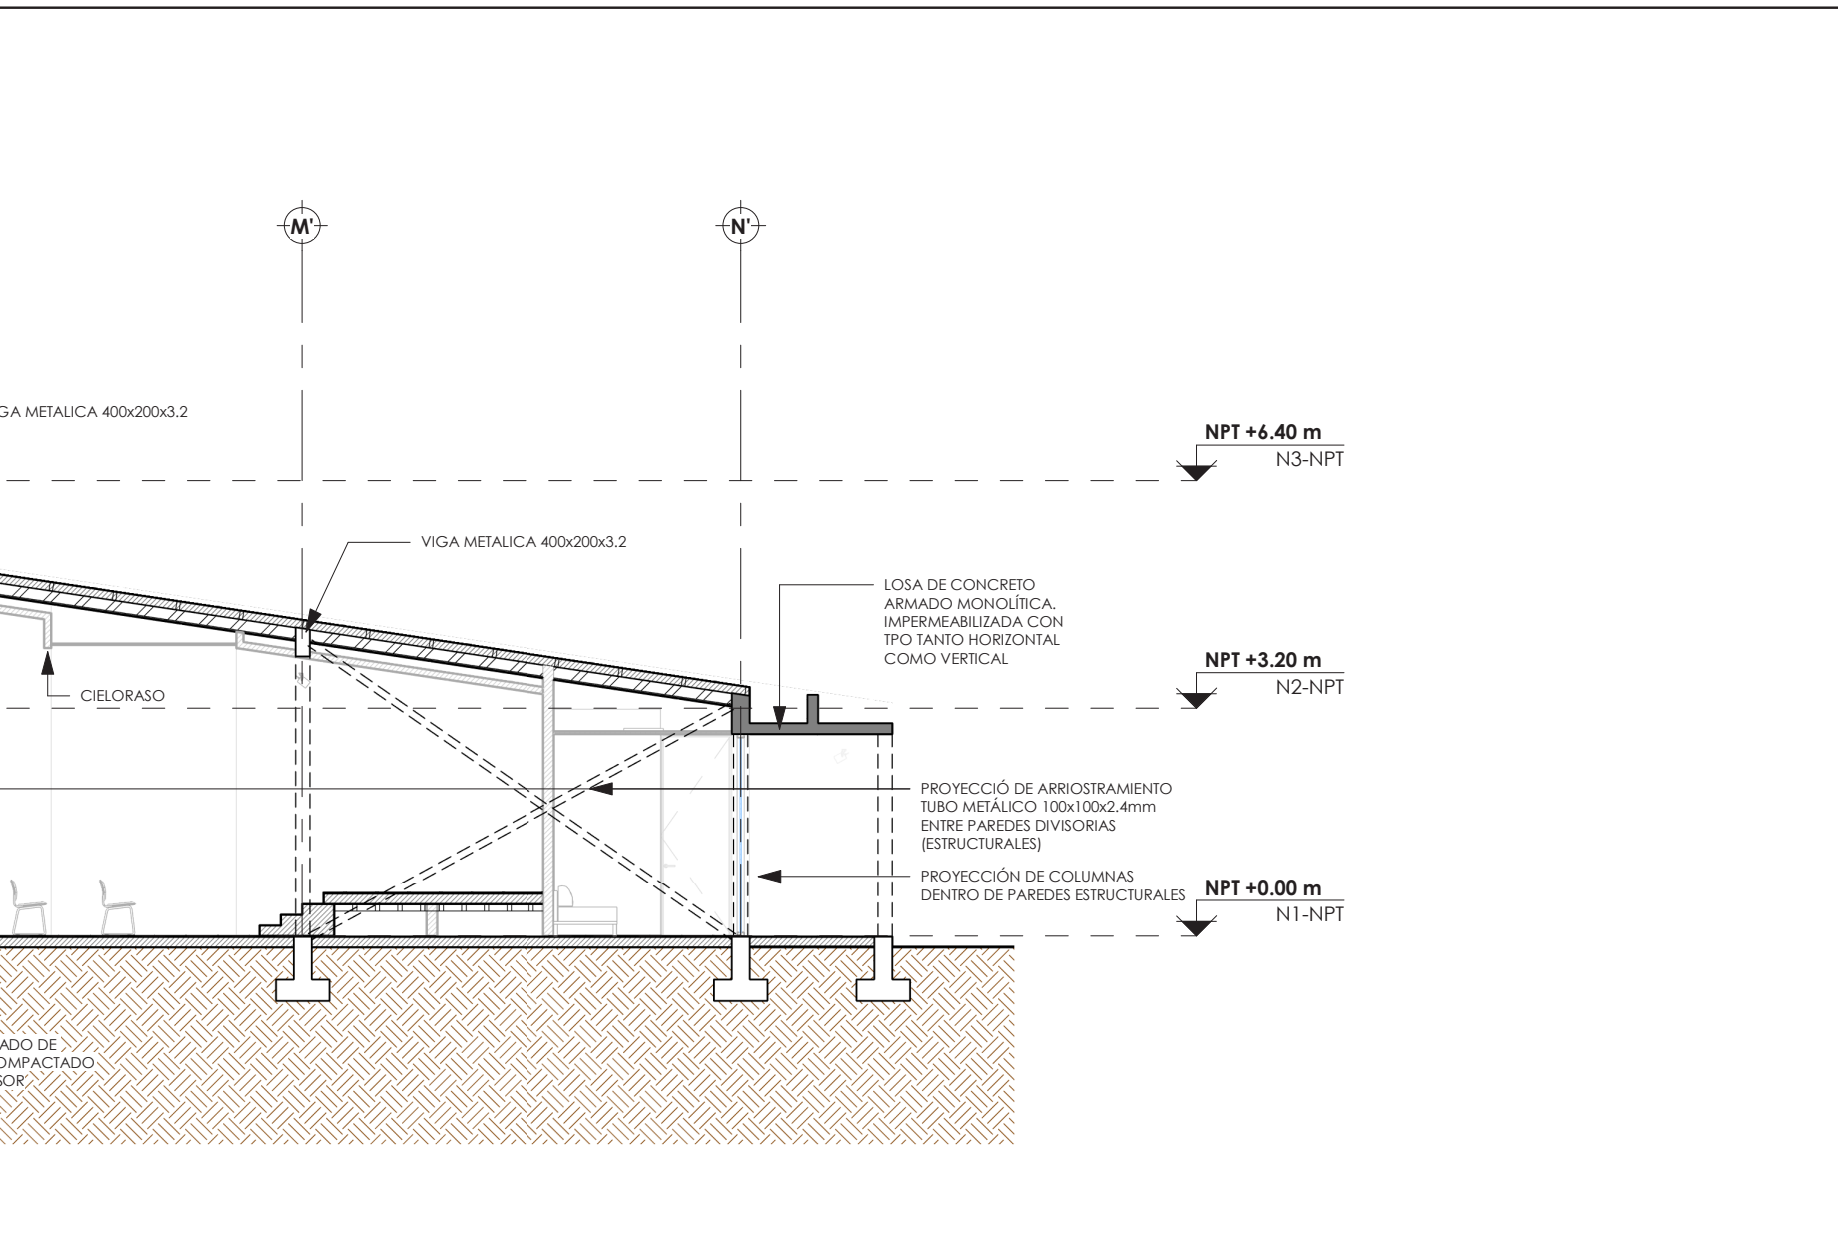 M'
N'
GA METALICA 400x200x3.2
NPT +6.40 m
N3-NPT
VIGA METALICA 400x200x3.2
LOSA DE CONCRETO
ARMADO MONOLÍTICA.
IMPERMEABILIZADA CON
TPO TANTO HORIZONTAL
COMO VERTICAL
NPT +3.20 m
N2-NPT
CIELORASO
PROYECCIÓ DE ARRIOSTRAMIENTO
TUBO METÁLICO 100x100x2.4mm
ENTRE PAREDES DIVISORIAS
(ESTRUCTURALES)
PROYECCIÓN DE COLUMNAS
DENTRO DE PAREDES ESTRUCTURALES
NPT +0.00 m
N1-NPT
ADO DE
OMPACTADO
SOR